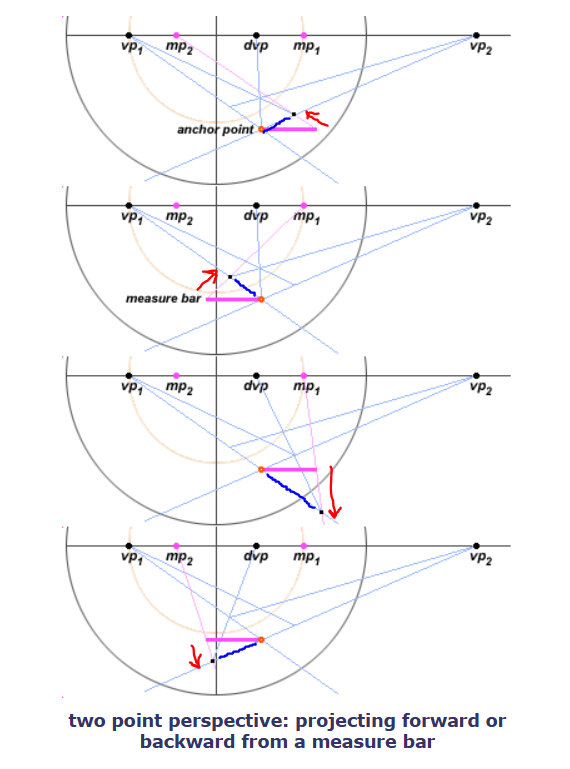 vp1 mp2 dvp mp1 vp2
anchor point
vp1 mp2 dvp mp1 vp2
measure bar
vp1 mp2 dvp mp1 vp2
vp1 mp2 dvp mp1 vp2
two point perspective: projecting forward or
backward from a measure bar